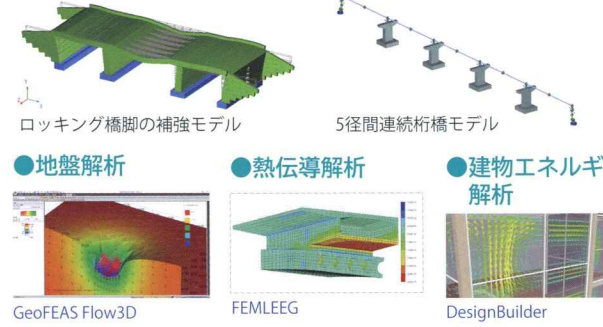 ロッキング橋脚の補強モデル
5径間連続桁橋モデル
●地盤解析
●熱伝導解析
●建物エネルギ
解析
GeoFEAS Flow3D
FEMLEEG
DesignBuilder